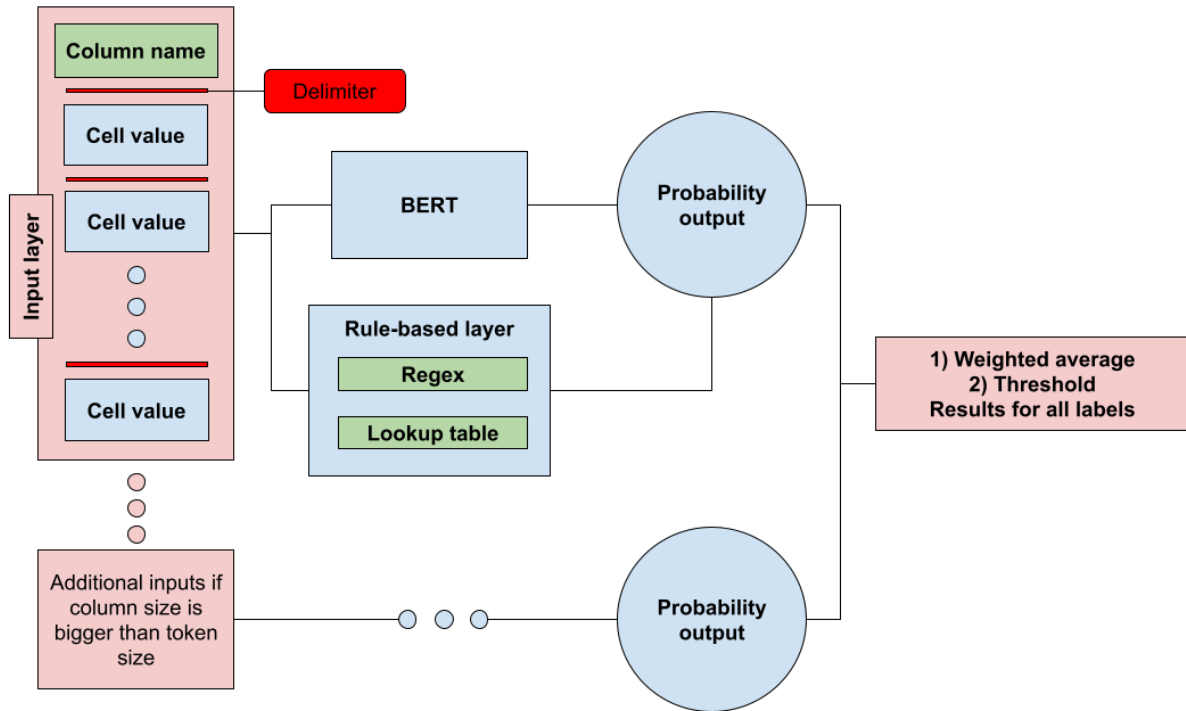 Column name
Delimiter
Cell value
Cell value
Input layer
Cell value
BERT
Probability
output
Rule-based layer
Regex
Lookup table
1) Weighted average
2) Threshold
Results for all labels
Additional inputs if
column size is
bigger than token
size
Probability
output